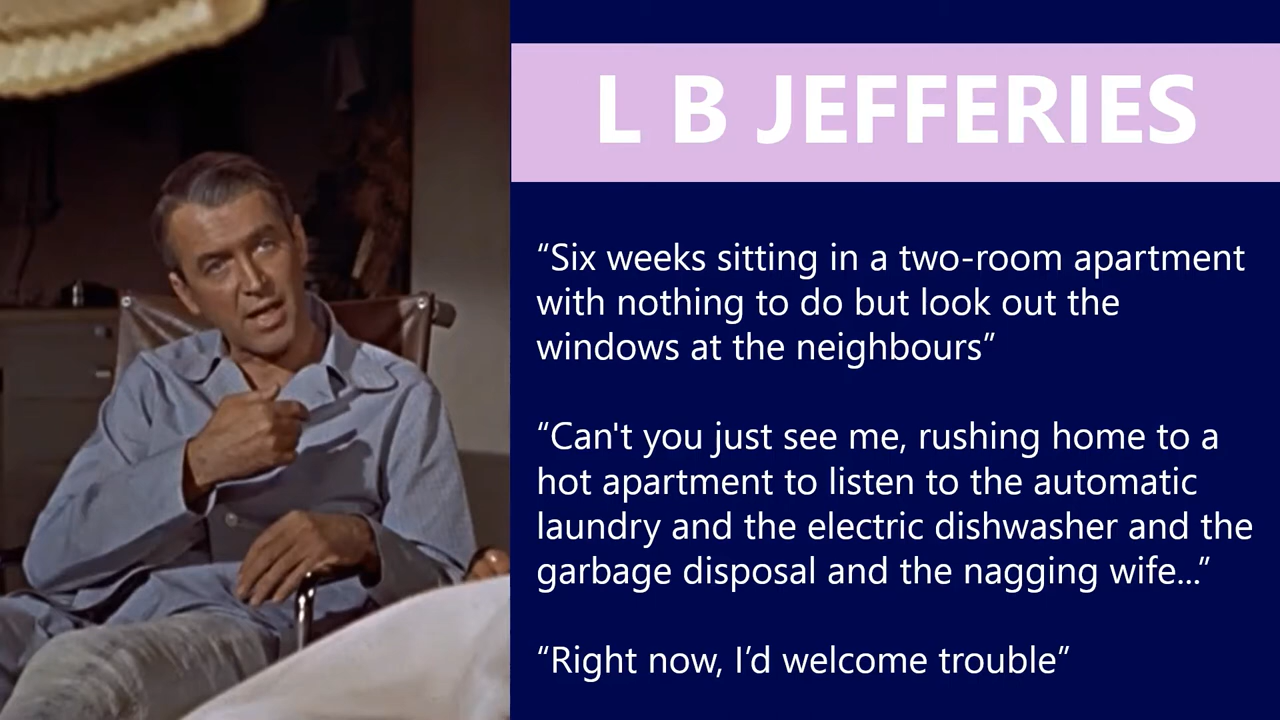 L B JEFFERIES
“Six weeks sitting in a two-room apartment
with nothing to do but look out the
windows at the neighbours”
“Can't you just see me, rushing home to a
hot apartment to listen to the automatic
laundry and the electric dishwasher and the
garbage disposal and the nagging wife...”
“Right now, I’d welcome trouble”